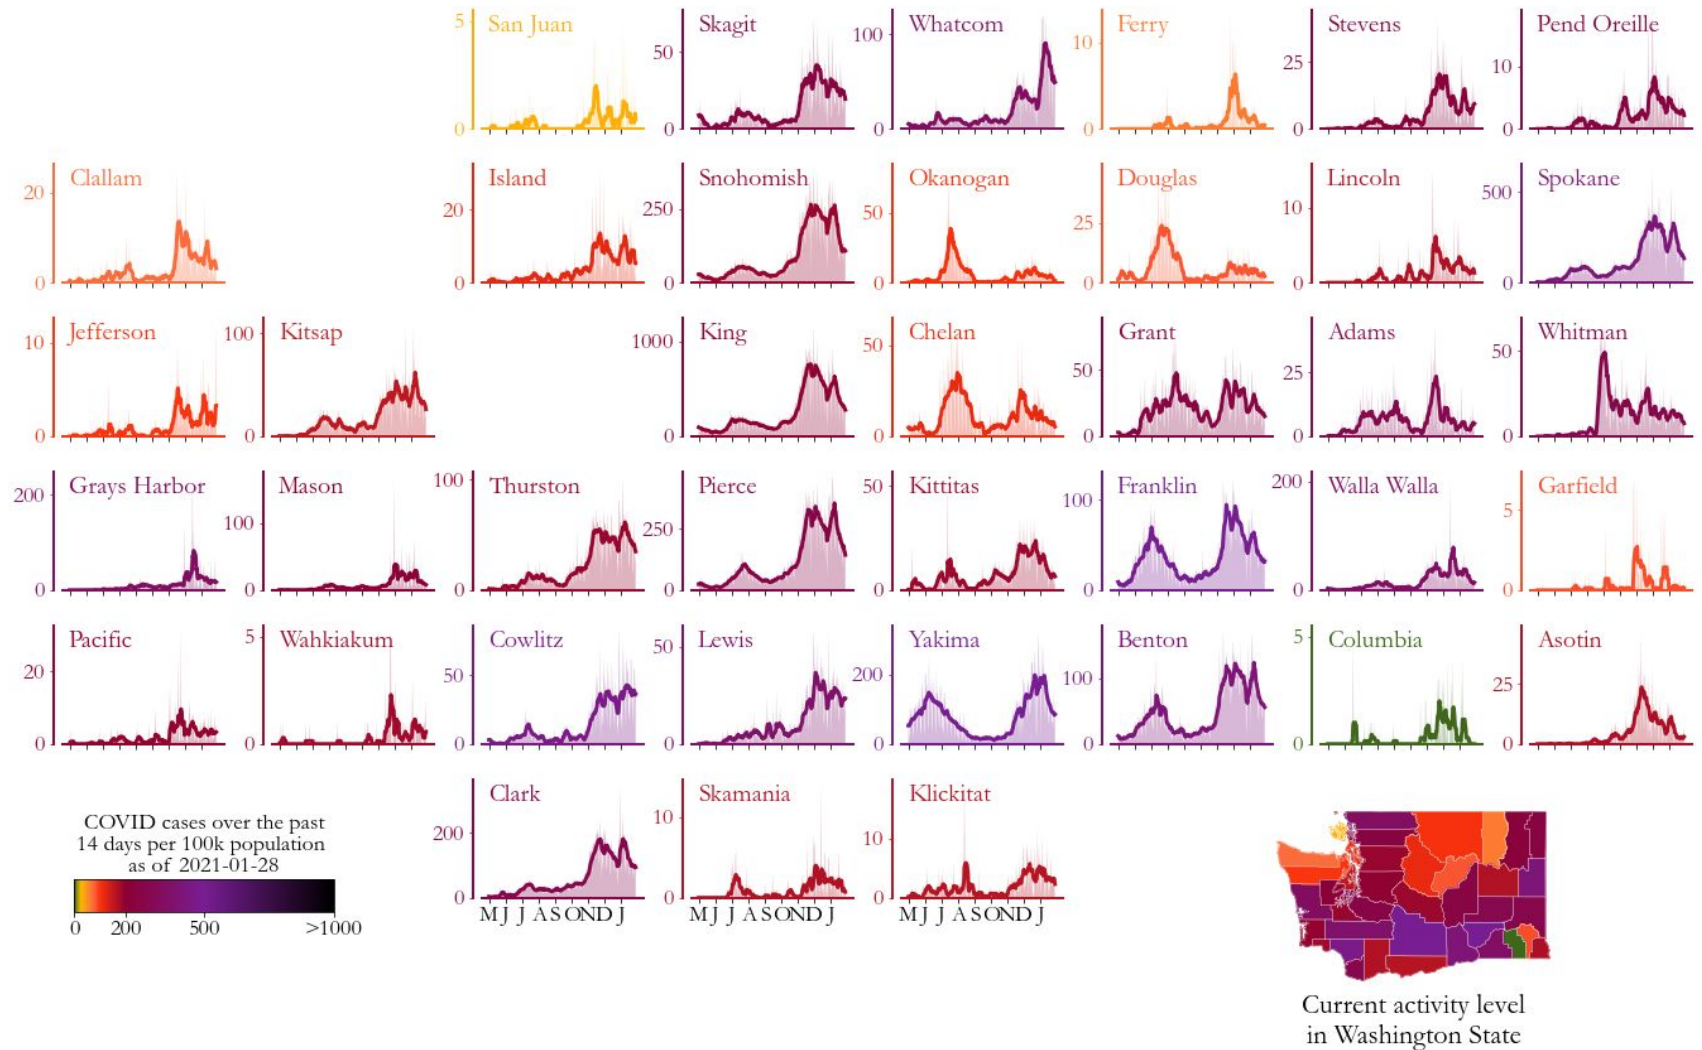 San Juan Skagit Whatcom Ferry Stevens Pend Oreille
5 0 50 0 100 0 10 0 25 0 10 0
Clallam Island Snohomish Okanogan Douglas Lincoln Spokane
20 0 20 0 250 0 50 0 25 0 10 0 500 0
Jefferson Kitsap King Chelan Grant Adams Whitman
10 0 100 0 1000 0 50 0 50 0 25 0 50 0
Grays Harbor Mason Thurston Pierce Kittitas Franklin Walla Walla Garfield
200 0 100 0 100 0 250 0 50 0 100 0 200 0 5 0
Pacific Wahkiakum Cowlitz Lewis Yakima Benton Columbia Asotin
20 0 5 0 50 0 50 0 200 0 100 0 5 0 25 0
Clark Skamania Klickitat
200 0 10 0 10 0
M J J A S O N D J M J J A S O N D J M J J A S O N D J
COVID cases over the past
14 days per 100k population
as of 2021-01-28
0 200 500 >1000
Current activity level
in Washington State